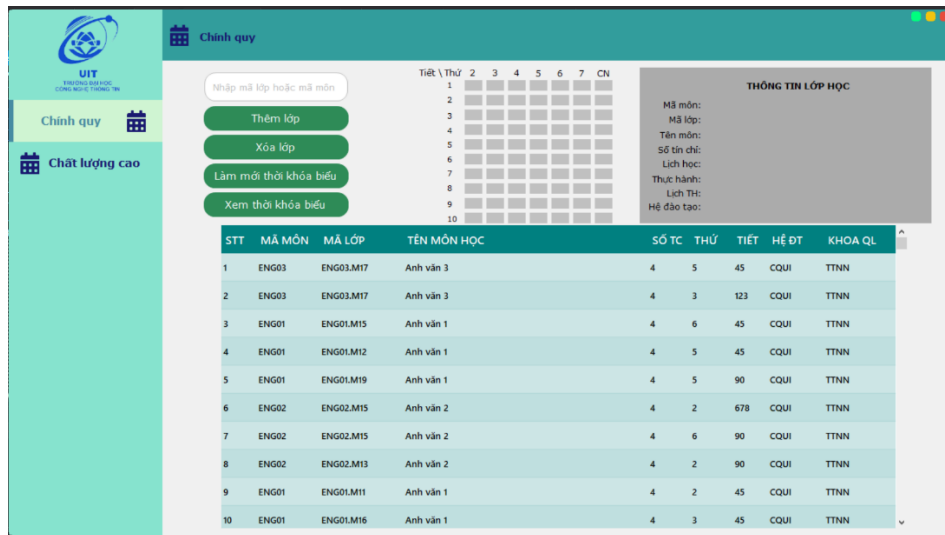 UIT
TRƯỜNG ĐẠI HỌC
CÔNG NGHỆ THÔNG TIN
Chính quy
Chất lượng cao
Chính quy
Nhập mã lớp hoặc mã môn
Thêm lớp
Xóa lớp
Làm mới thời khóa biểu
Xem thời khóa biểu
Tiết \ Thứ 2 3 4 5 6 7 CN
1
2
3
4
5
6
7
8
9
10
THÔNG TIN LỚP HỌC
Mã môn:
Mã lớp:
Tên môn:
Số tín chỉ:
Lịch học:
Thực hành:
Lịch TH:
Hệ đào tạo:
STT MÃ MÔN MÃ LỚP TÊN MÔN HỌC SỐ TC THỨ TIẾT HỆ ĐT KHOA QL
1 ENG03 ENG03.M17 Anh văn 3 4 5 45 CQUI TTNN
2 ENG03 ENG03.M17 Anh văn 3 4 3 123 CQUI TTNN
3 ENG01 ENG01.M15 Anh văn 1 4 6 45 CQUI TTNN
4 ENG01 ENG01.M12 Anh văn 1 4 5 45 CQUI TTNN
5 ENG01 ENG01.M19 Anh văn 1 4 5 90 CQUI TTNN
6 ENG02 ENG02.M15 Anh văn 2 4 2 678 CQUI TTNN
7 ENG02 ENG02.M15 Anh văn 2 4 6 90 CQUI TTNN
8 ENG02 ENG02.M13 Anh văn 2 4 2 90 CQUI TTNN
9 ENG01 ENG01.M11 Anh văn 1 4 2 45 CQUI TTNN
10 ENG01 ENG01.M16 Anh văn 1 4 3 45 CQUI TTNN